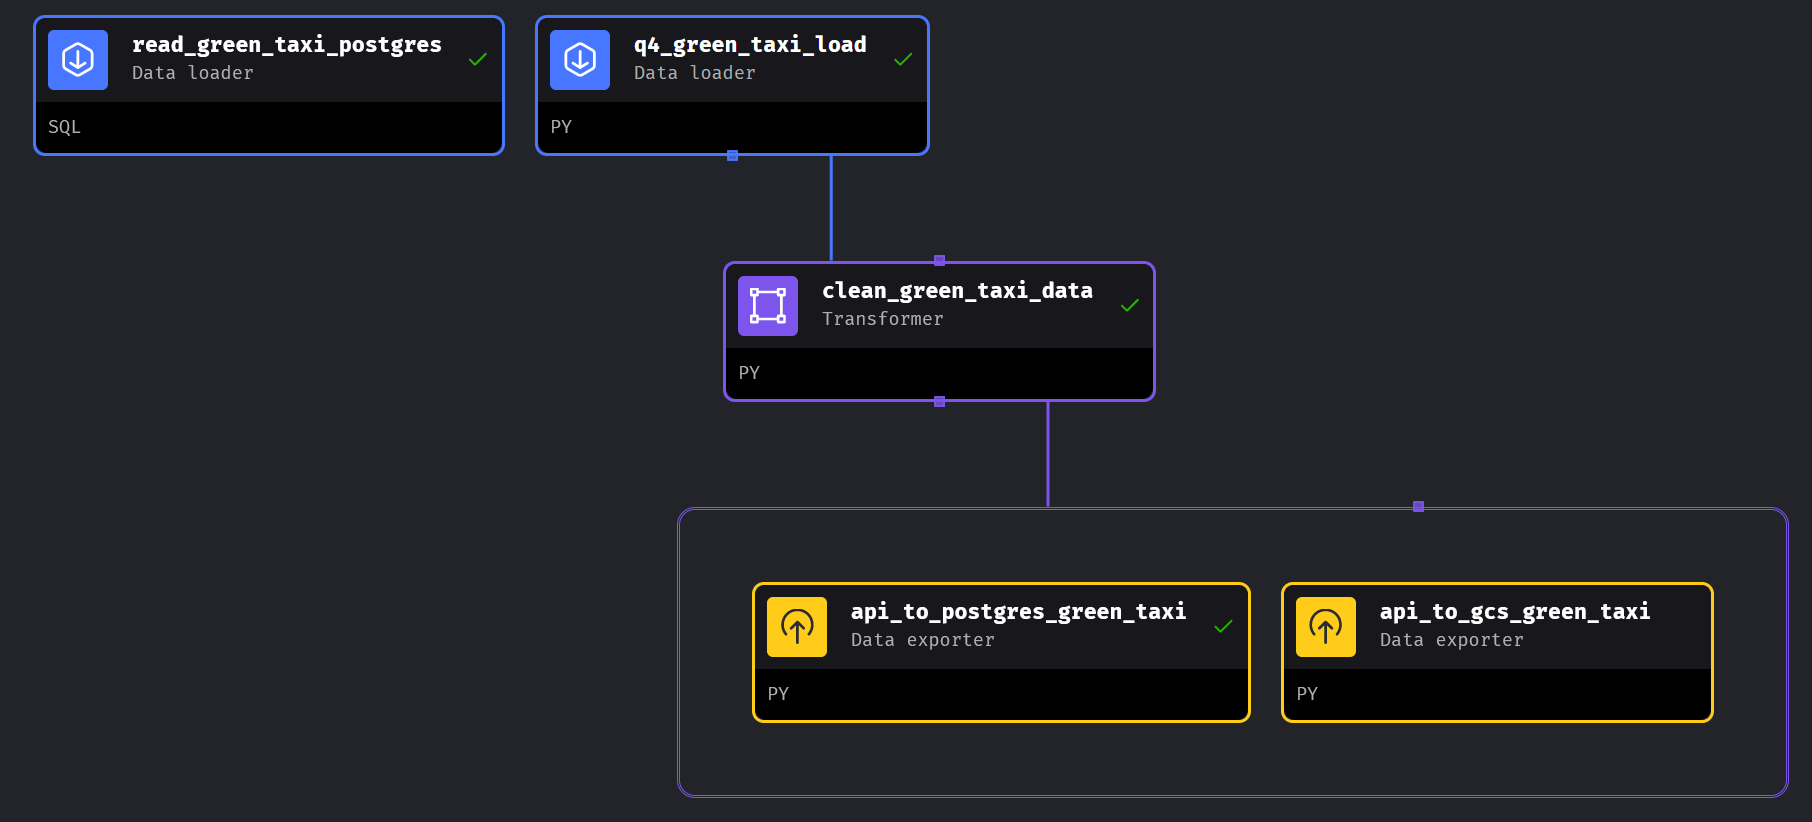 read_green_taxi_postgres
Data loader
SQL
q4_green_taxi_load
Data loader
PY
clean_green_taxi_data
Transformer
PY
api_to_postgres_green_taxi
Data exporter
PY
api_to_gcs_green_taxi
Data exporter
PY